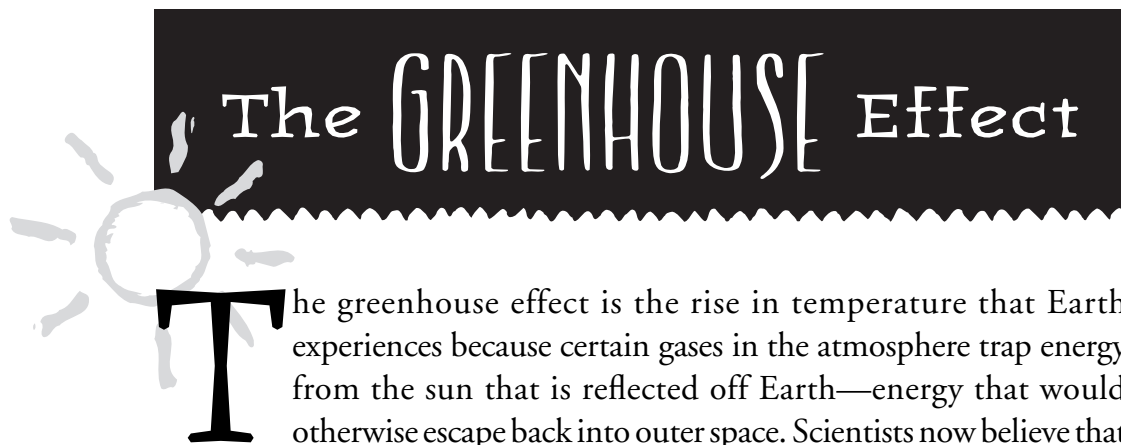 The GREENHOUSE Effect
The greenhouse effect is the rise in temperature that Earth
experiences because certain gases in the atmosphere trap energy
from the sun that is reflected off Earth—energy that would
otherwise escape back into outer space. Scientists now believe that